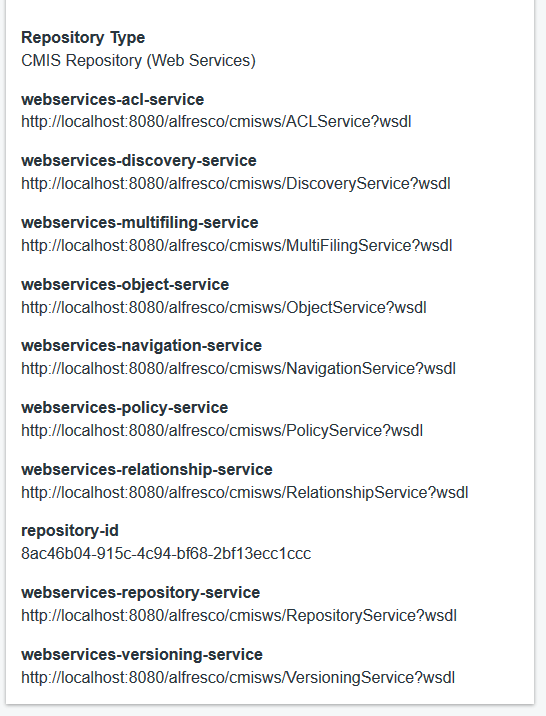 Repository Type
CMIS Repository (Web Services)
webservices-acl-service
http://localhost:8080/alfresco/cmisws/ACLService?wsdl
webservices-discovery-service
http://localhost:8080/alfresco/cmisws/DiscoveryService?wsdl
webservices-multifiling-service
http://localhost:8080/alfresco/cmisws/MultiFilingService?wsdl
webservices-object-service
http://localhost:8080/alfresco/cmisws/ObjectService?wsdl
webservices-navigation-service
http://localhost:8080/alfresco/cmisws/NavigationService?wsdl
webservices-policy-service
http://localhost:8080/alfresco/cmisws/PolicyService?wsdl
webservices-relationship-service
http://localhost:8080/alfresco/cmisws/RelationshipService?wsdl
repository-id
8ac46b04-915c-4c94-bf68-2bf13ecc1ccc
webservices-repository-service
http://localhost:8080/alfresco/cmisws/RepositoryService?wsdl
webservices-versioning-service
http://localhost:8080/alfresco/cmisws/VersioningService?wsdl